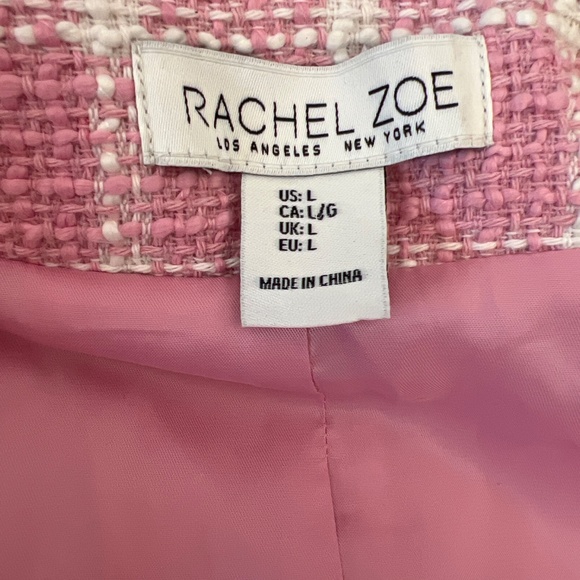 RACHEL ZOE
LOS ANGELES NEW YORK
US: L
CA: L/G
UK: L
EU: L
MADE IN CHINA